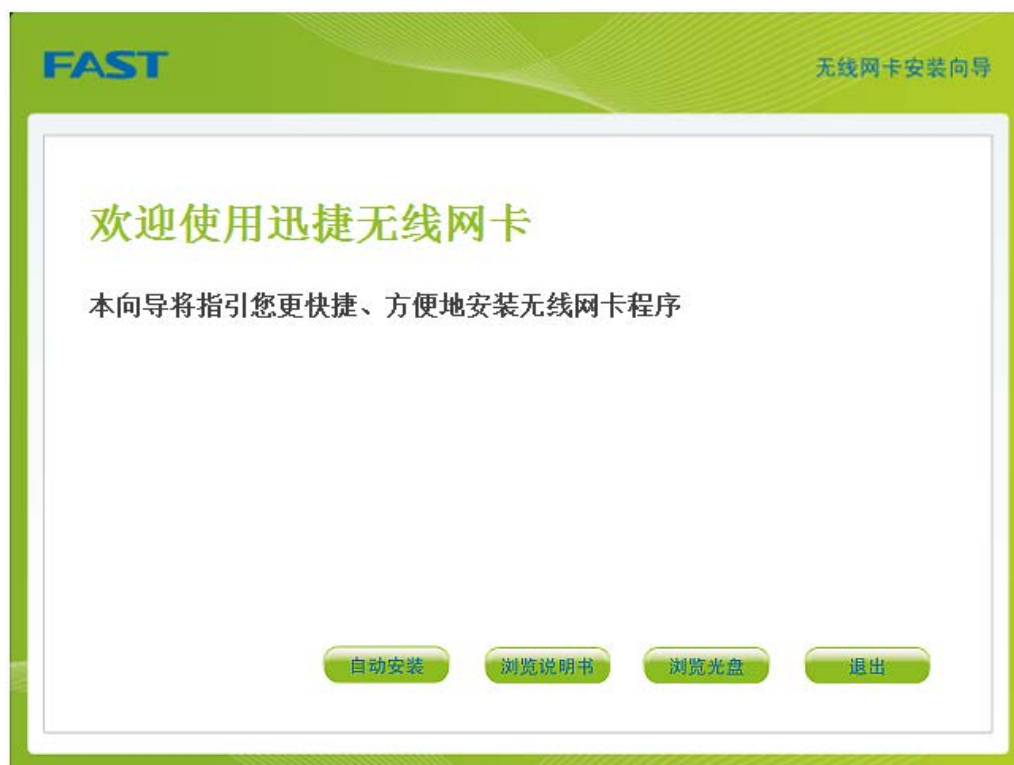 FAST
无线网卡安装向导
欢迎使用迅捷无线网卡
本向导将指引您更快捷、方便地安装无线网卡程序
自动安装 浏览说明书 浏览光盘 退出